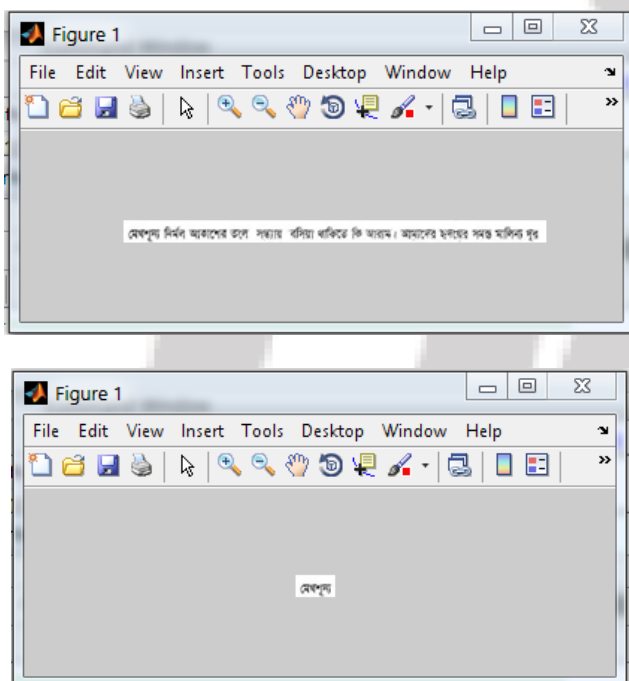 Figure 1
File Edit View Insert Tools Desktop Window Help
মেঘশূন্য নির্মল আকাশের তলে সন্ধ্যায় বসিয়া থাকিতে কি আরাম। আমাদের হৃদয়ের সমস্ত মালিন্য দূর
Figure 1
File Edit View Insert Tools Desktop Window Help
মেঘশূন্য